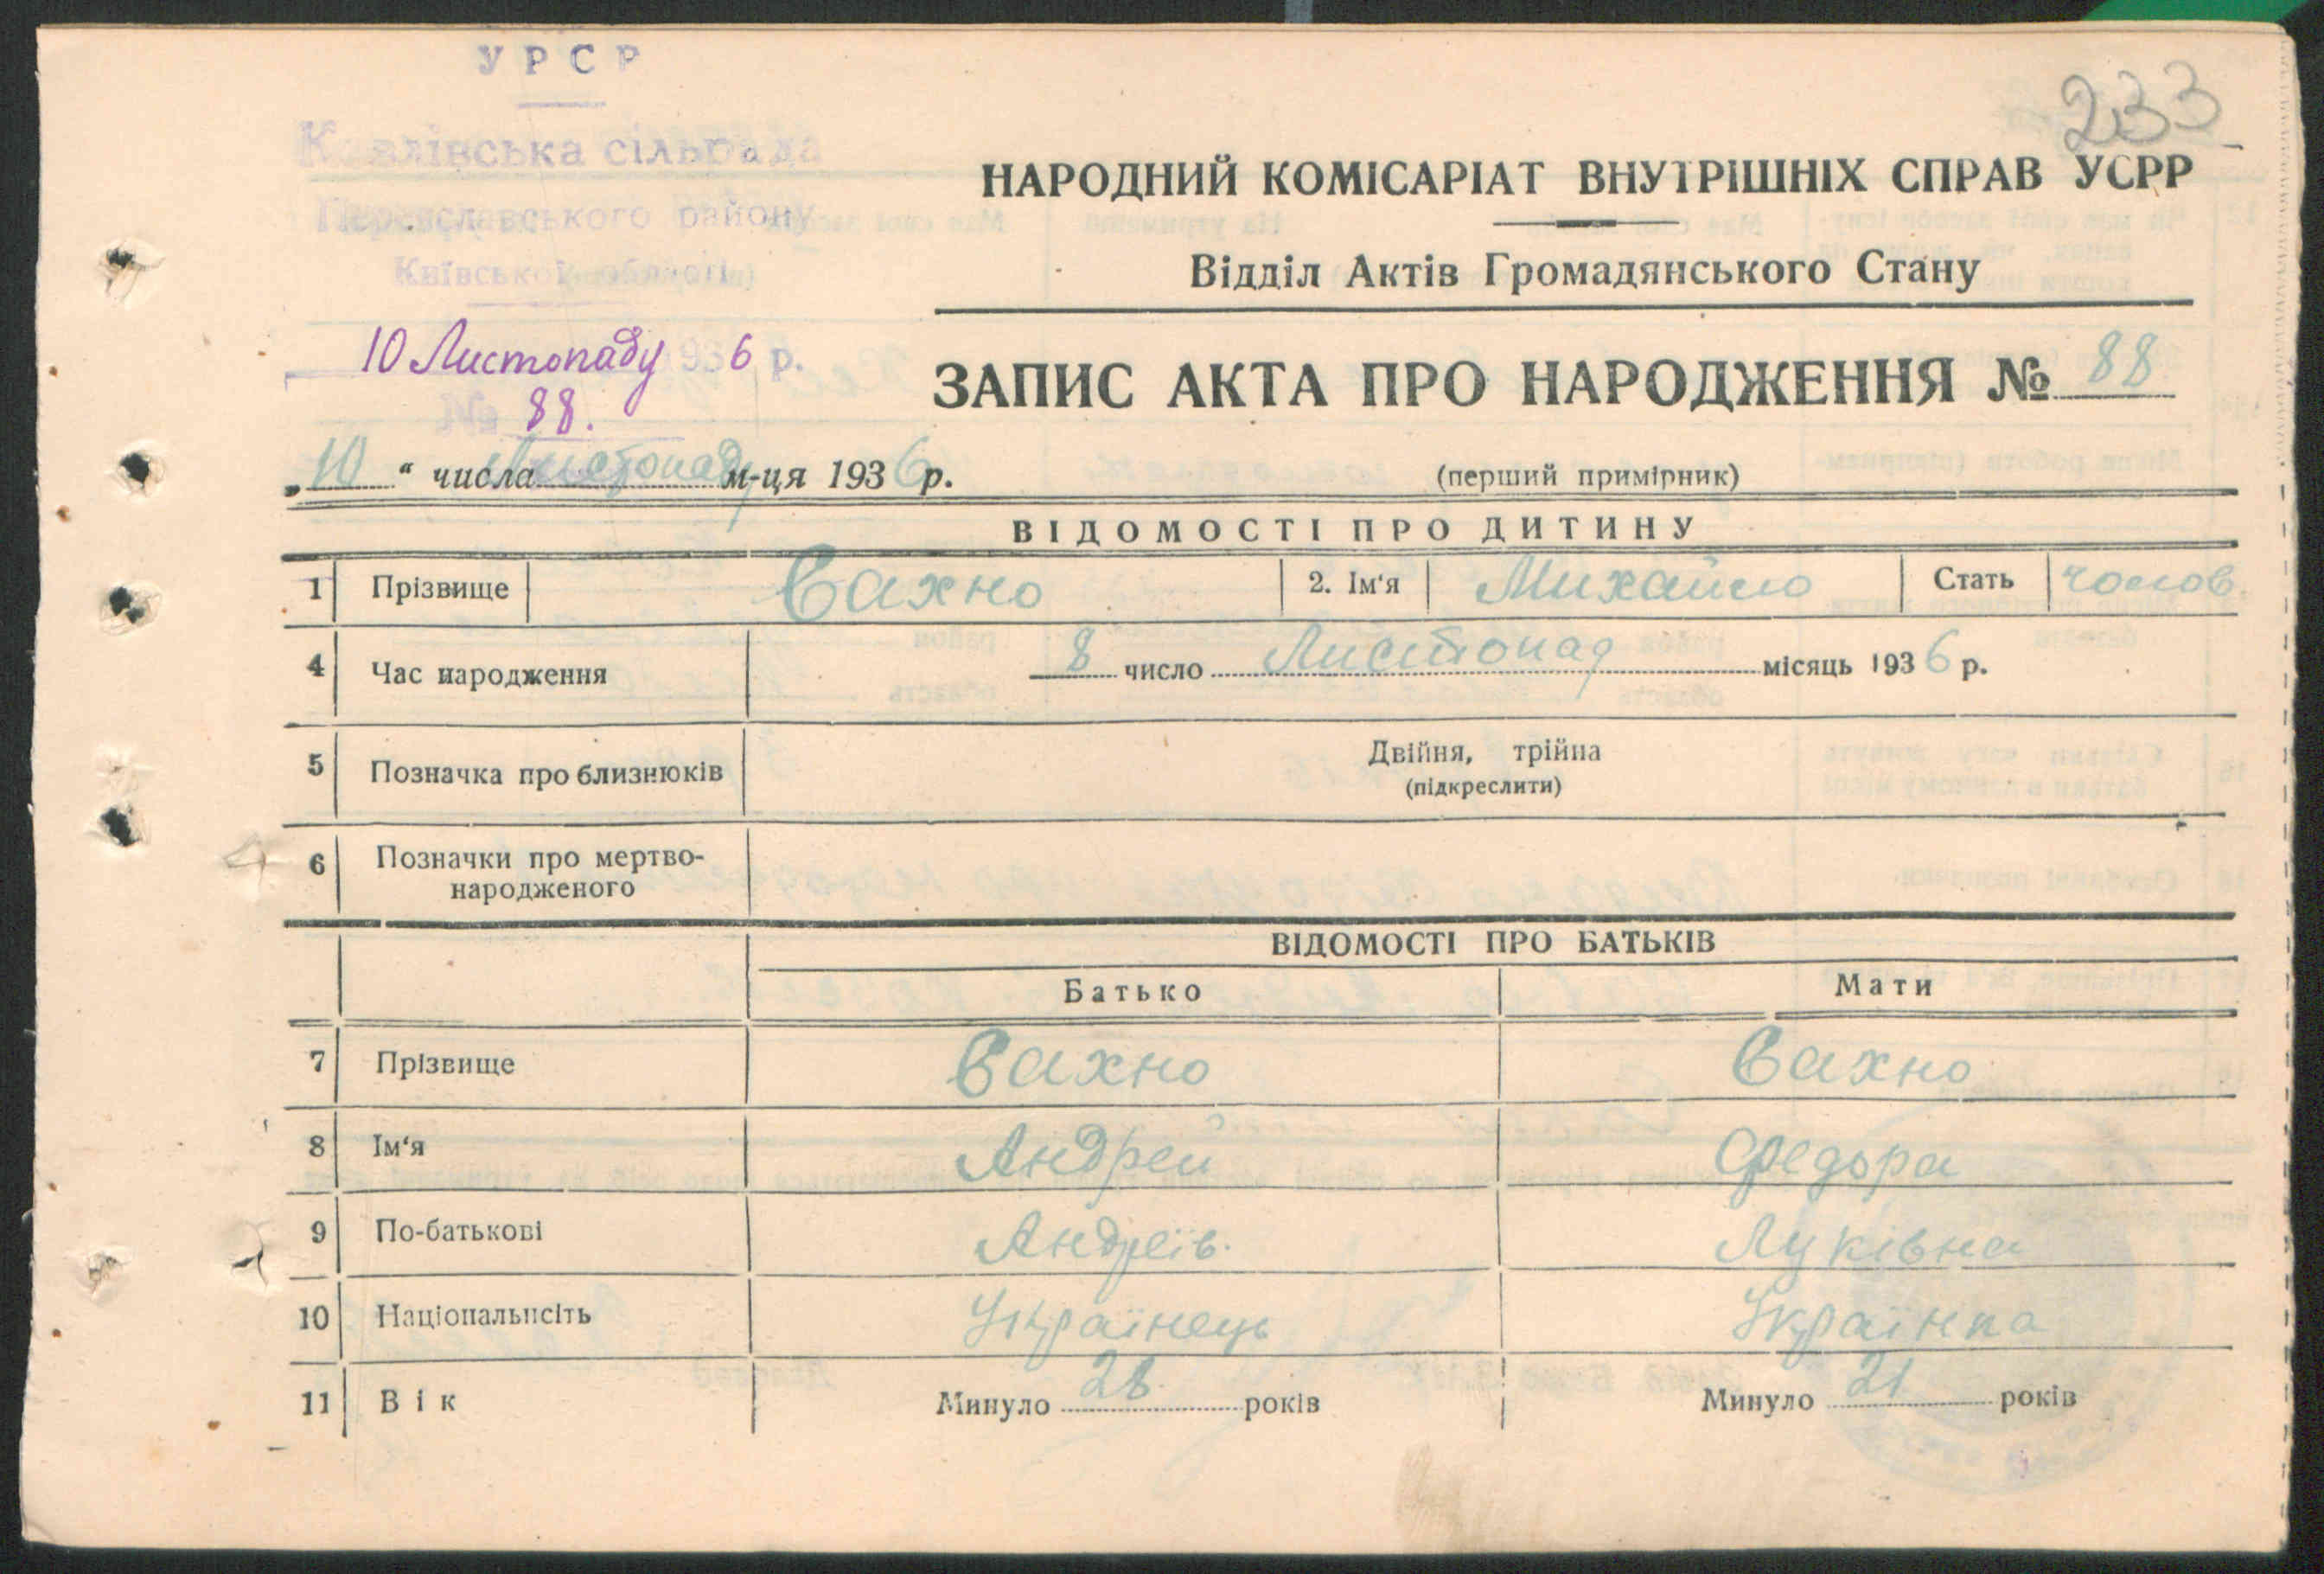 УРСР
233
Ковалівська сільрада
Переяславського району
Київської області
НАРОДНИЙ КОМІСАРІАТ ВНУТРІШНІХ СПРАВ УСРР
Відділ Актів Громадянського Стану
10 Листопаду 1936 р.
№ 88.
ЗАПИС АКТА ПРО НАРОДЖЕННЯ № 88
„10“ числа Листопаду м-ця 1936 р.
(перший примірник)
ВІДОМОСТІ ПРО ДИТИНУ
1 Прізвище Вахно 2. Ім‘я Михайло Стать чолов.
4 Час народження 8 число Листопад місяць 1936 р.
5 Позначка про близнюків Двійня, трійна
(підкреслити)
6 Позначки про мертво-
народженого
ВІДОМОСТІ ПРО БАТЬКІВ
Батько Мати
7 Прізвище Вахно Вахно
8 Ім‘я Андрей Федора
9 По-батькові Андреїв. Луківна
10 Національність Українець Українка
11 Вік Минуло 28 років Минуло 21 років